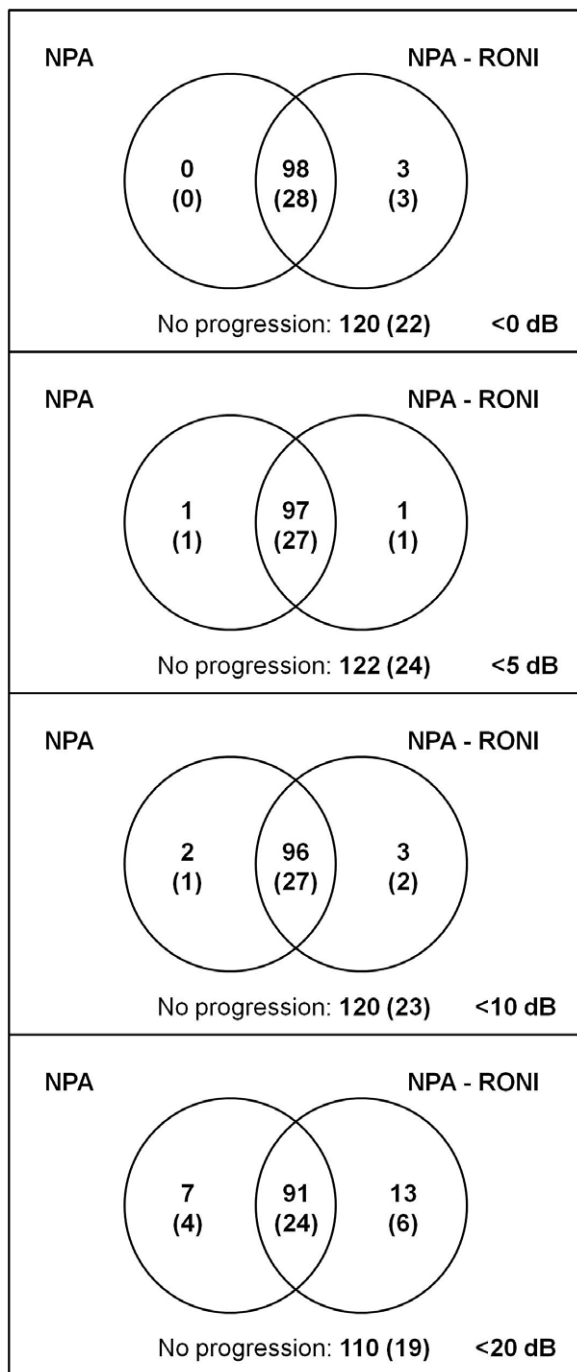 NPA NPA - RONI
0 98 3
(0) (28) (3)
No progression: 120 (22) <0 dB
NPA NPA - RONI
1 97 1
(1) (27) (1)
No progression: 122 (24) <5 dB
NPA NPA - RONI
2 96 3
(1) (27) (2)
No progression: 120 (23) <10 dB
NPA NPA - RONI
7 91 13
(4) (24) (6)
No progression: 110 (19) <20 dB